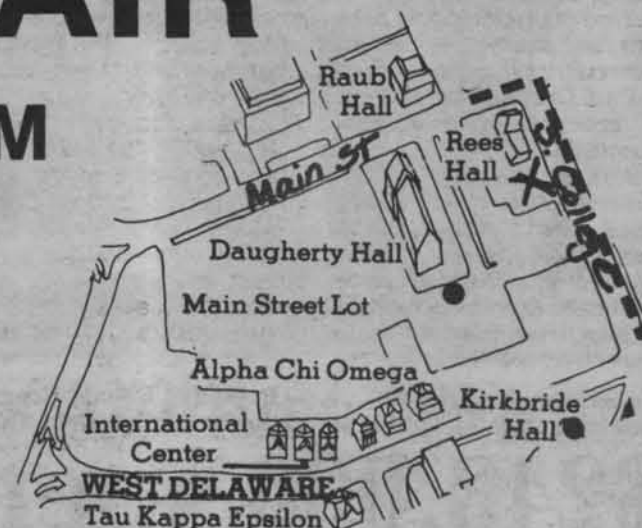 AIR
M
Raub
Hall
Main St
Rees
Hall
X
S. College
Daugherty Hall
Main Street Lot
Alpha Chi Omega
International
Center
Kirkbride
Hall
WEST DELAWARE
Tau Kappa Epsilon